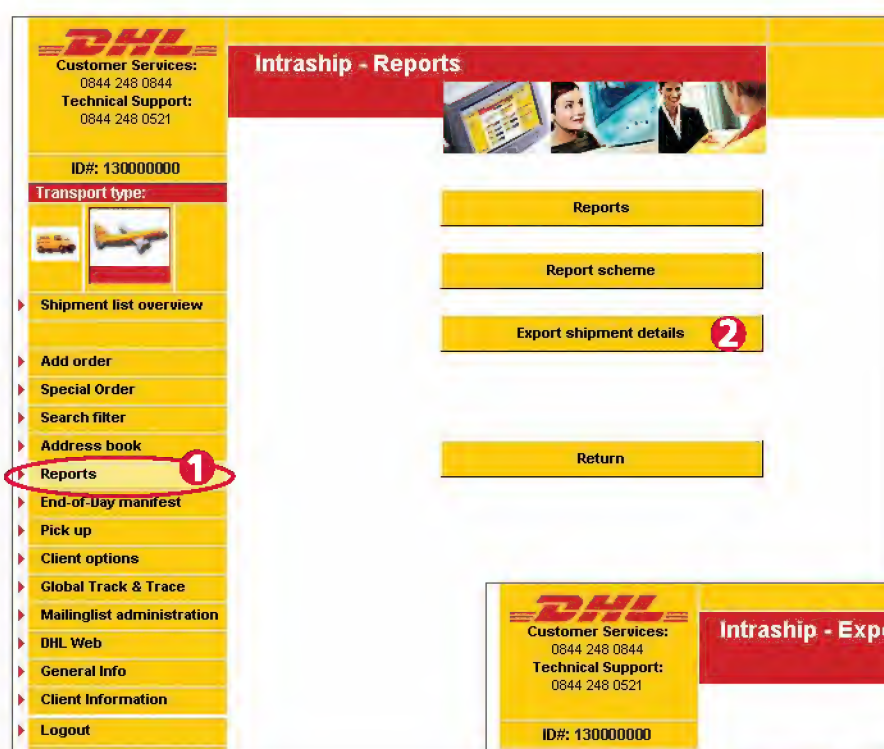 DHL
Customer Services:
0844 248 0844
Technical Support:
0844 248 0521
ID#: 130000000
Transport type:
Shipment list overview
Add order
Special Order
Search filter
Address book
Reports
1
End-of-Day manifest
Pick up
Client options
Global Track & Trace
Mailinglist administration
DHL Web
General Info
Client Information
Logout
Intraship - Reports
Reports
Report scheme
Export shipment details
2
Return
DHL
Customer Services:
0844 248 0844
Technical Support:
0844 248 0521
ID#: 130000000
Intraship - Expo